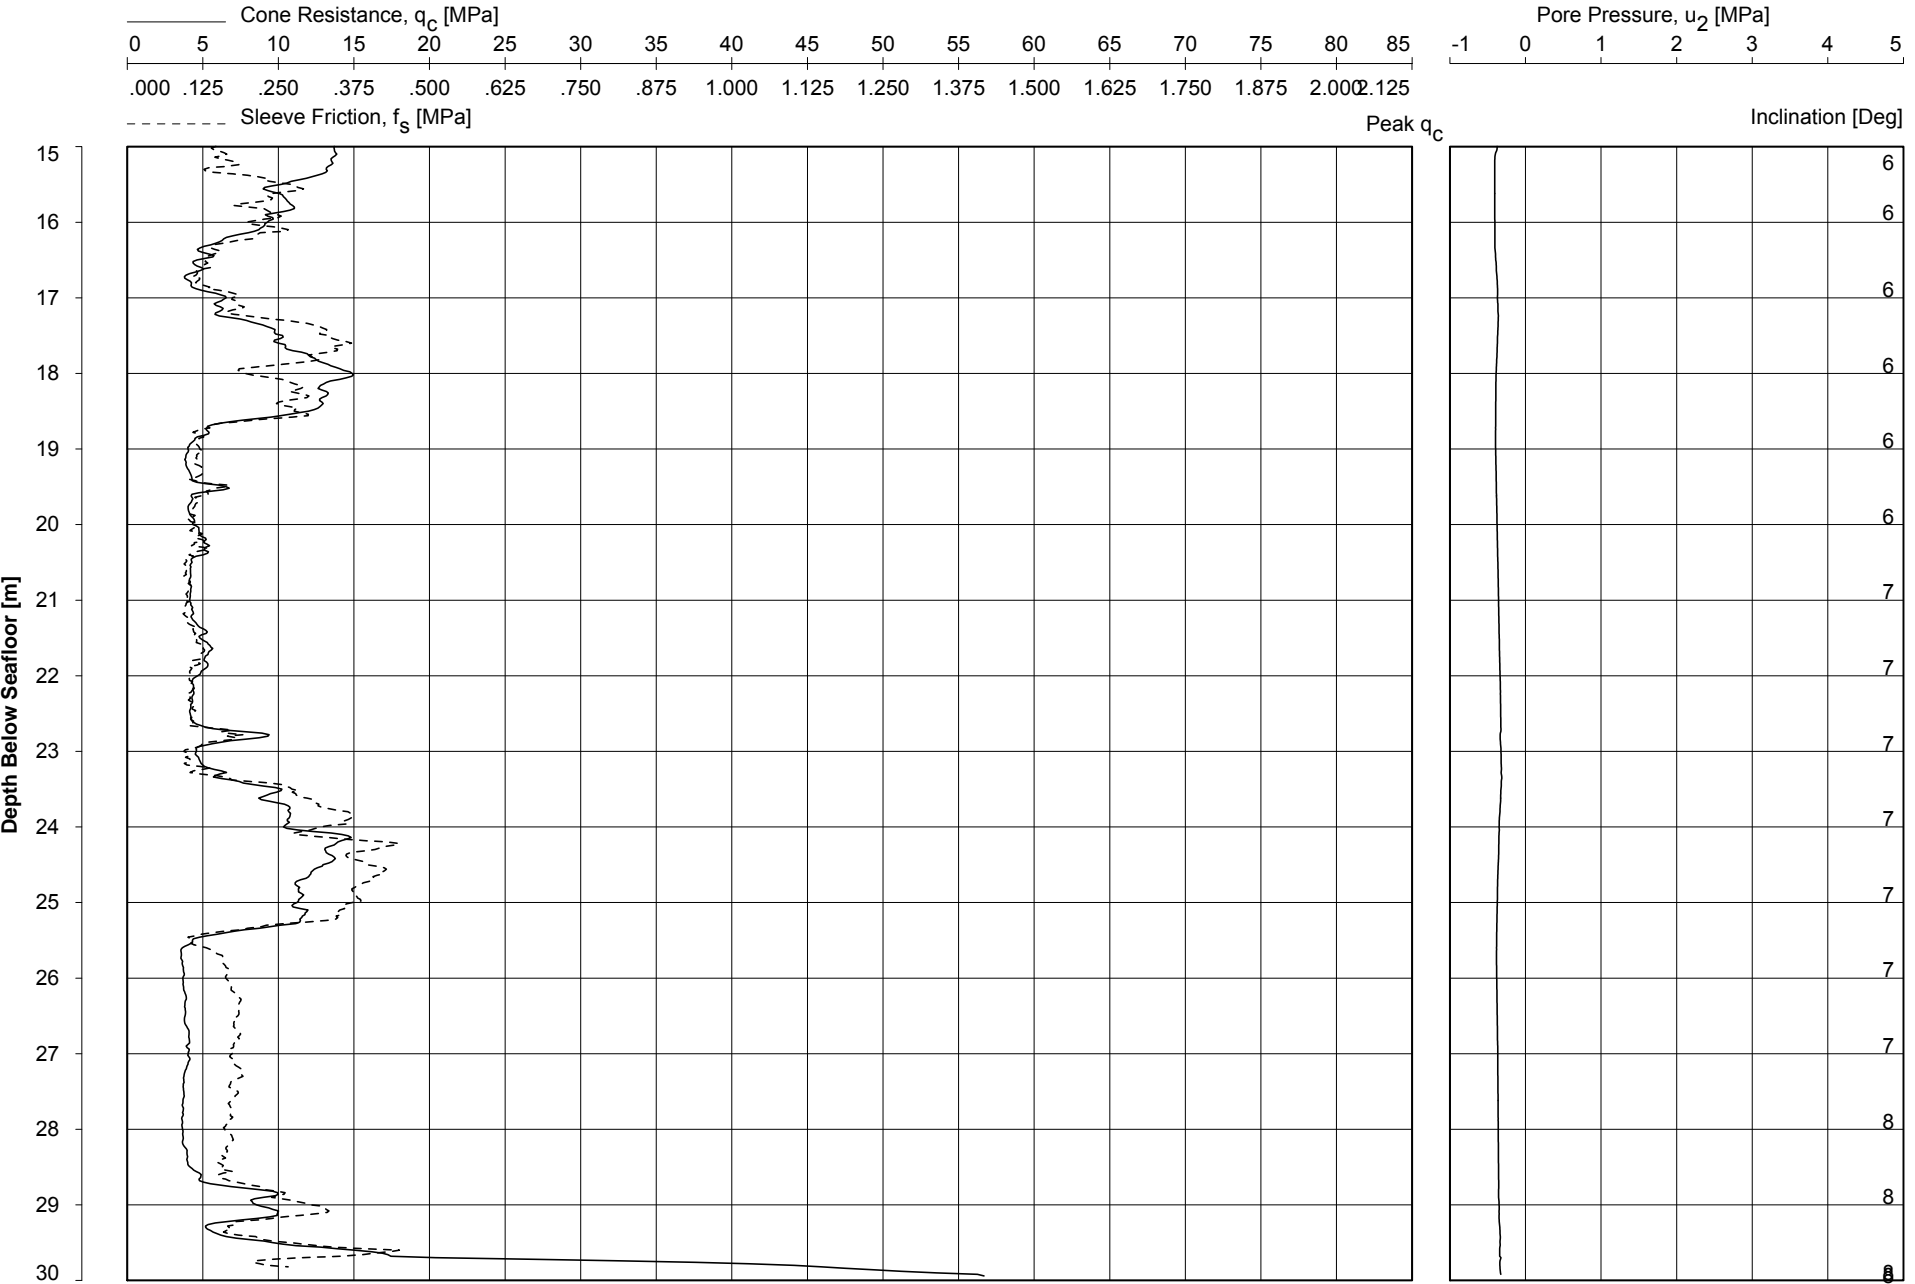 Cone Resistance, qc [MPa]
0 5 10 15 20 25 30 35 40 45 50 55 60 65 70 75 80 85
.000 .125 .250 .375 .500 .625 .750 .875 1.000 1.125 1.250 1.375 1.500 1.625 1.750 1.875 2.000 2.125
Sleeve Friction, fs [MPa]
Peak qc
Pore Pressure, u2 [MPa]
-1 0 1 2 3 4 5
Inclination [Deg]
Depth Below Seafloor [m]
15 6
16 6
17 6
18 6
19 6
20 6
21 7
22 7
23 7
24 7
25 7
26 7
27 7
28 8
29 8
30 8